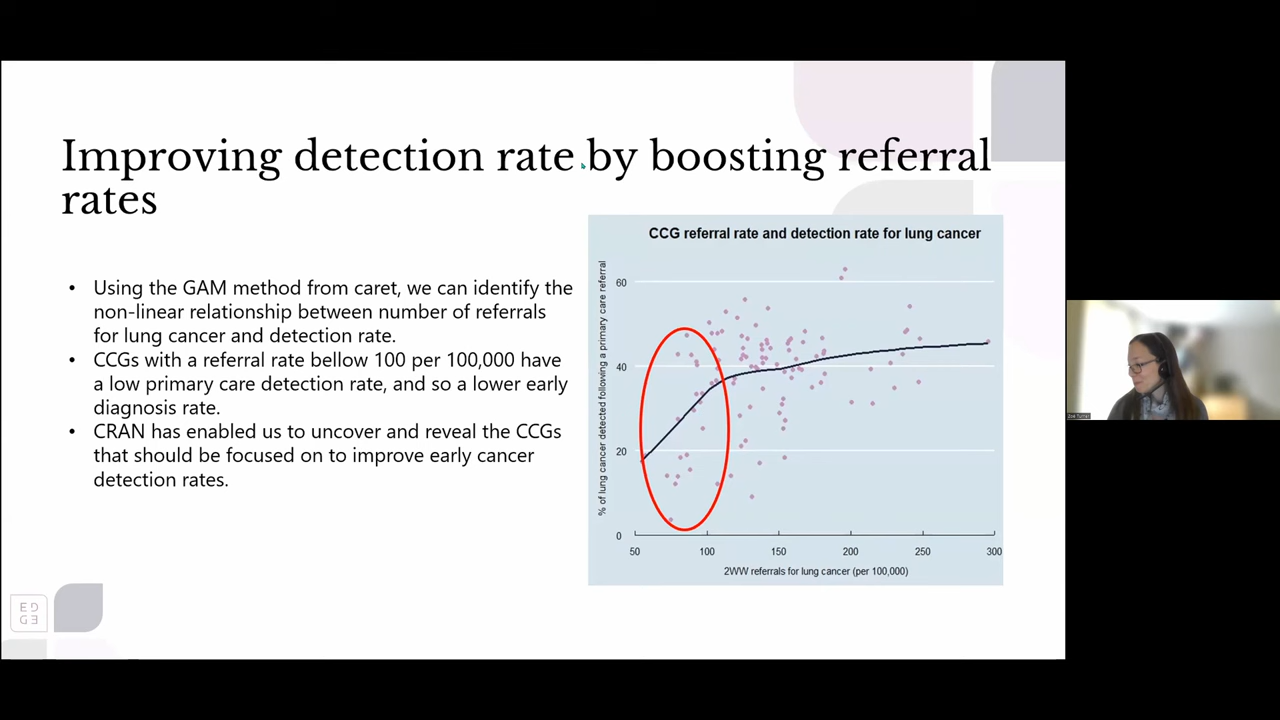 Improving detection rate by boosting referral
rates
• Using the GAM method from caret, we can identify the
non-linear relationship between number of referrals
for lung cancer and detection rate.
• CCGs with a referral rate bellow 100 per 100,000 have
a low primary care detection rate, and so a lower early
diagnosis rate.
• CRAN has enabled us to uncover and reveal the CCGs
that should be focused on to improve early cancer
detection rates.
CCG referral rate and detection rate for lung cancer
% of lung cancer detected following a primary care referral
60
40
20
0
50 100 150 200 250 300
2WW referrals for lung cancer (per 100,000)
ED
GE